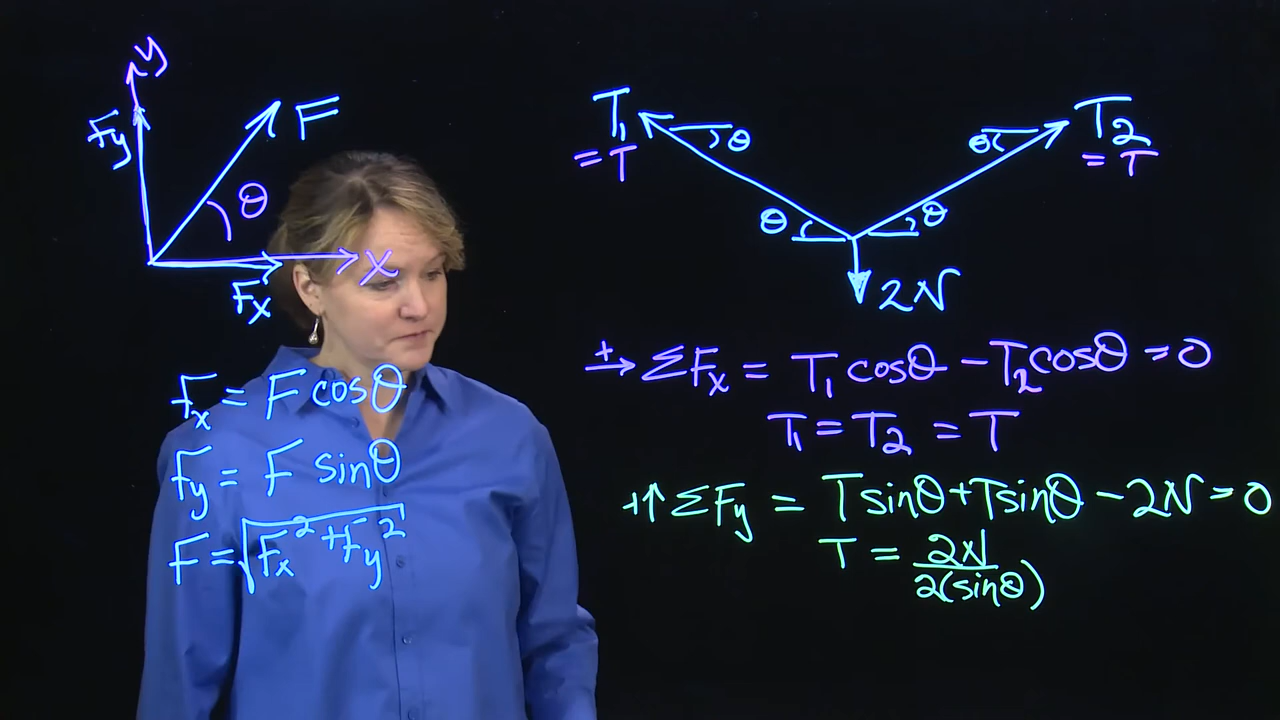 y
Fy
F
θ
x
Fx
Fx = F cosθ
Fy = F sinθ
F = √Fx² + Fy²
T₁ T₂
= T θ θ = T
θ θ
2N
+→ ΣFx = T₁ cosθ − T₂ cosθ = 0
T₁ = T₂ = T
+↑ ΣFy = T sinθ + T sinθ − 2N = 0
T = 2N / 2(sinθ)